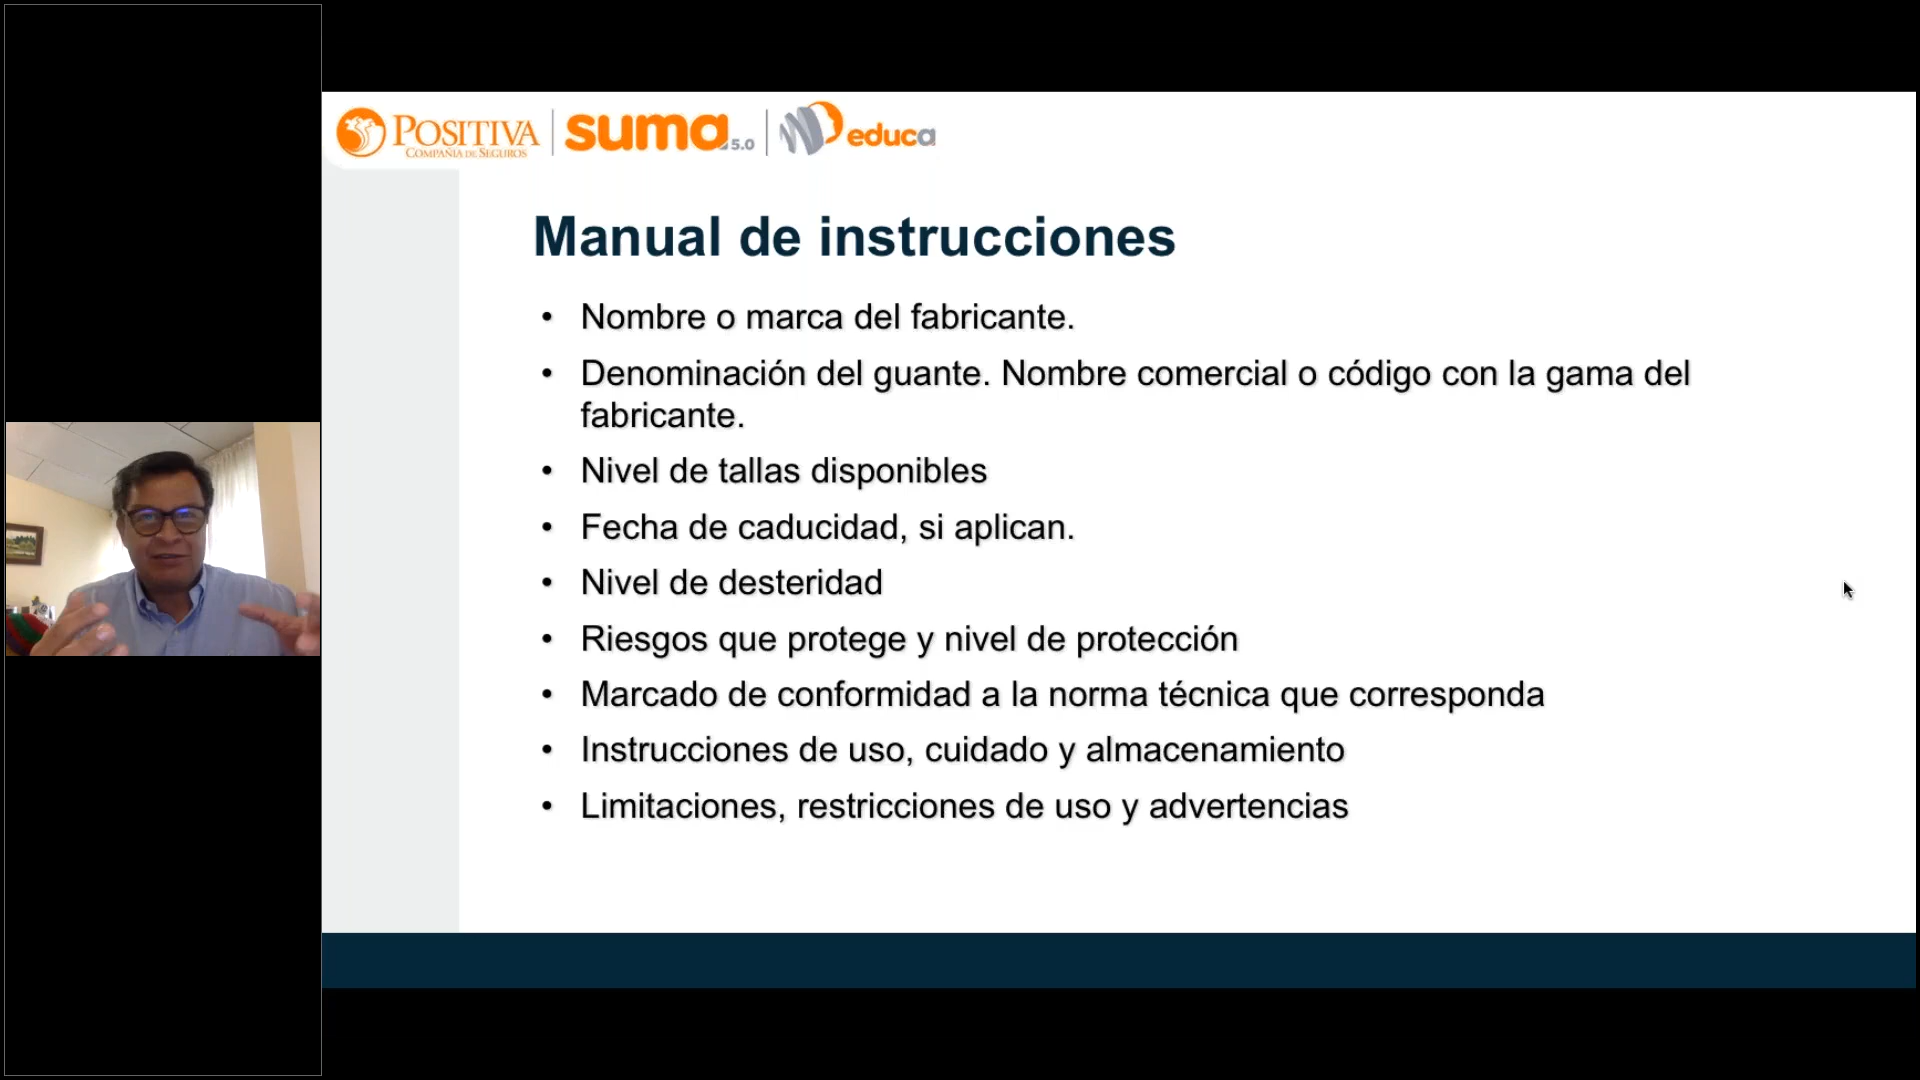 POSITIVA
COMPAÑIA DE SEGUROS
suma 5.0
educa
Manual de instrucciones
• Nombre o marca del fabricante.
• Denominación del guante. Nombre comercial o código con la gama del
fabricante.
• Nivel de tallas disponibles
• Fecha de caducidad, si aplican.
• Nivel de desteridad
• Riesgos que protege y nivel de protección
• Marcado de conformidad a la norma técnica que corresponda
• Instrucciones de uso, cuidado y almacenamiento
• Limitaciones, restricciones de uso y advertencias